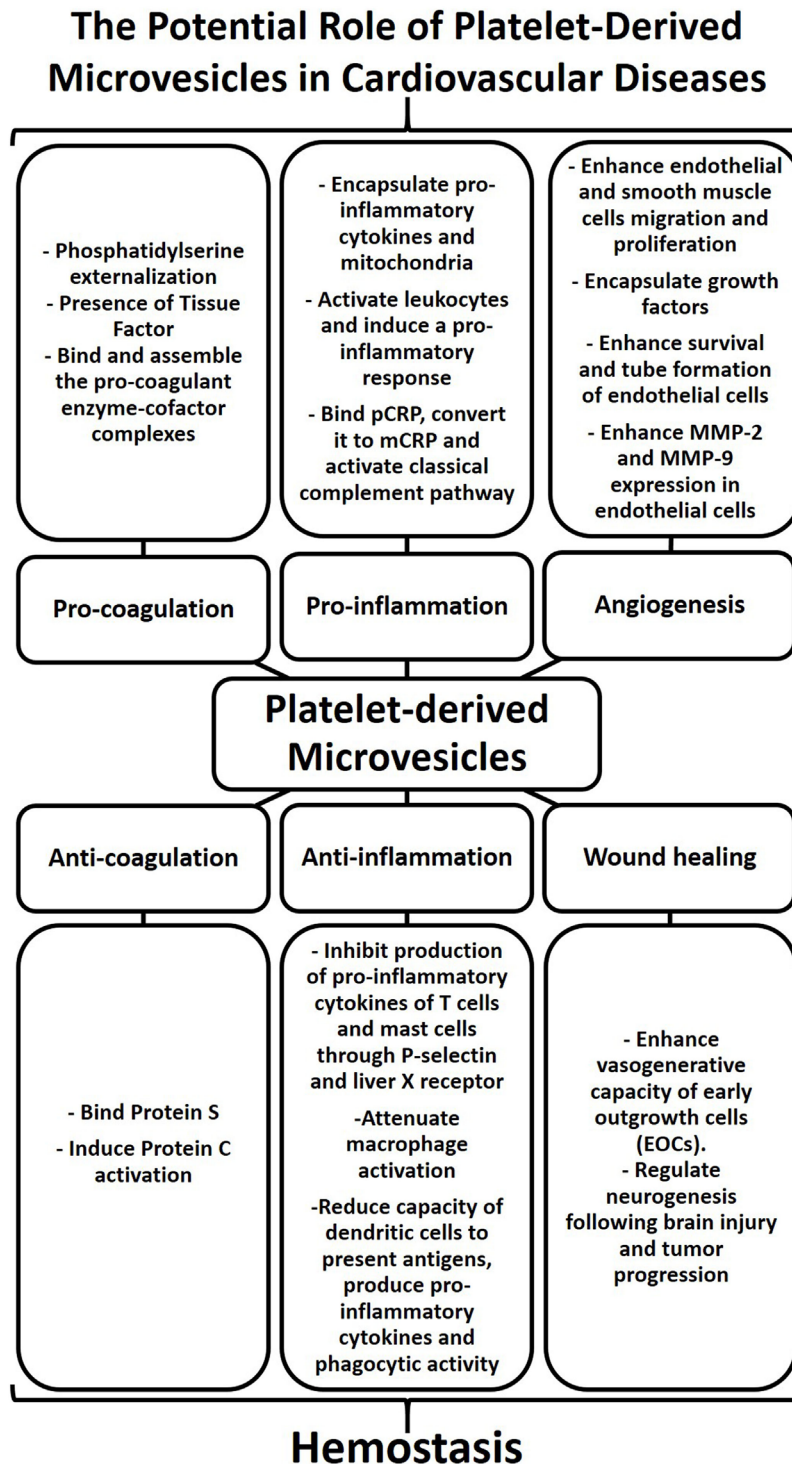 The Potential Role of Platelet-Derived
Microvesicles in Cardiovascular Diseases
- Phosphatidylserine
externalization
- Presence of Tissue
Factor
- Bind and assemble
the pro-coagulant
enzyme-cofactor
complexes
- Encapsulate pro-
inflammatory
cytokines and
mitochondria
- Activate leukocytes
and induce a pro-
inflammatory
response
- Bind pCRP, convert
it to mCRP and
activate classical
complement pathway
- Enhance endothelial
and smooth muscle
cells migration and
proliferation
- Encapsulate growth
factors
- Enhance survival
and tube formation
of endothelial cells
- Enhance MMP-2
and MMP-9
expression in
endothelial cells
Pro-coagulation
Pro-inflammation
Angiogenesis
Platelet-derived
Microvesicles
Anti-coagulation
Anti-inflammation
Wound healing
- Bind Protein S
- Induce Protein C
activation
- Inhibit production
of pro-inflammatory
cytokines of T cells
and mast cells
through P-selectin
and liver X receptor
-Attenuate
macrophage
activation
-Reduce capacity of
dendritic cells to
present antigens,
produce pro-
inflammatory
cytokines and
phagocytic activity
- Enhance
vasogenerative
capacity of early
outgrowth cells
(EOCs).
- Regulate
neurogenesis
following brain injury
and tumor
progression
Hemostasis